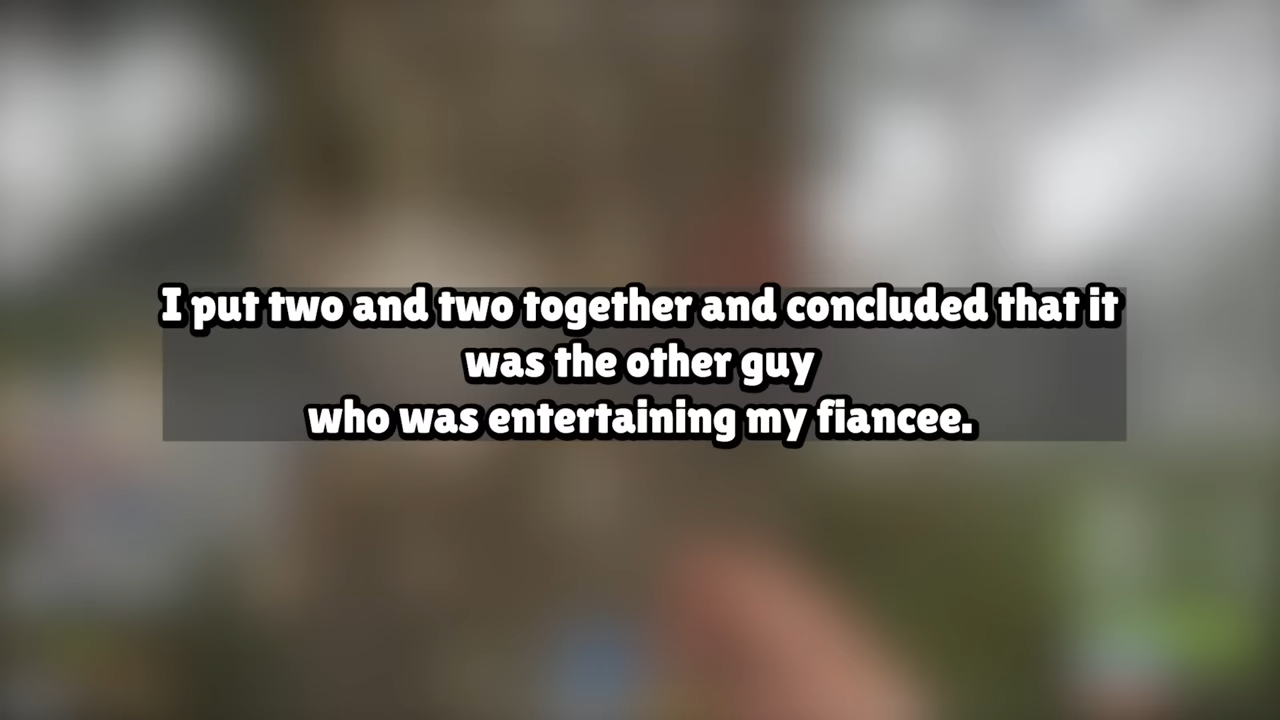 I put two and two together and concluded that it
was the other guy
who was entertaining my fiancee.